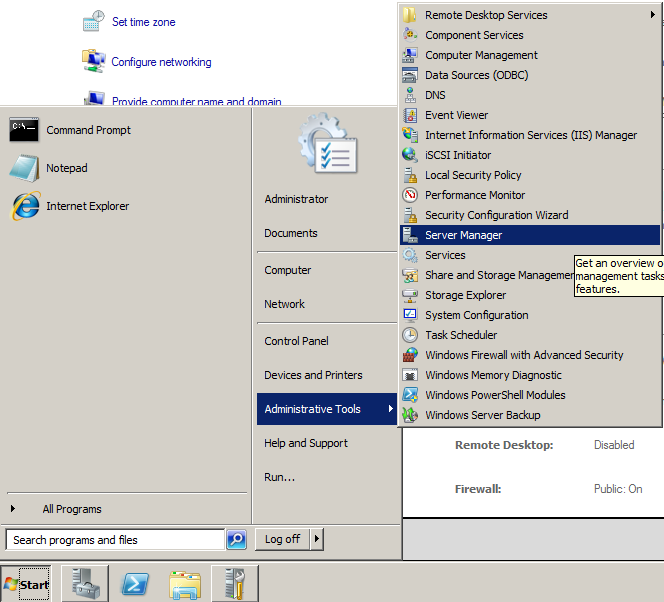 Set time zone
Configure networking
Provide computer name and domain
Command Prompt
Notepad
Internet Explorer
All Programs
Search programs and files
Administrator
Documents
Computer
Network
Control Panel
Devices and Printers
Administrative Tools
Help and Support
Run...
Log off
Remote Desktop Services
Component Services
Computer Management
Data Sources (ODBC)
DNS
Event Viewer
Internet Information Services (IIS) Manager
iSCSI Initiator
Local Security Policy
Performance Monitor
Security Configuration Wizard
Server Manager
Services
Share and Storage Management
Storage Explorer
System Configuration
Task Scheduler
Windows Firewall with Advanced Security
Windows Memory Diagnostic
Windows PowerShell Modules
Windows Server Backup
Get an overview o
management tasks
features.
Remote Desktop: Disabled
Firewall: Public: On
Start